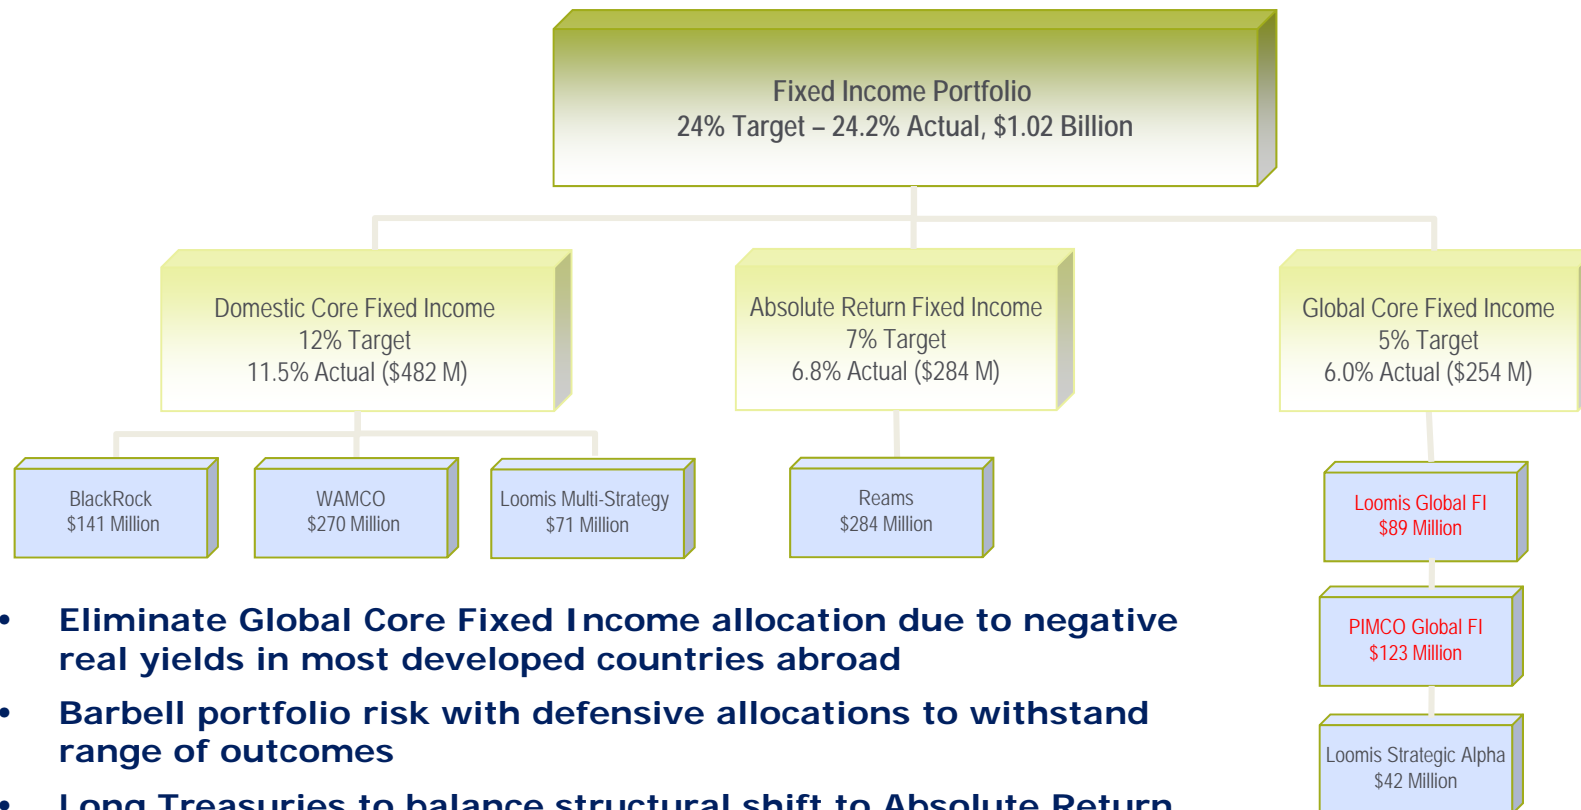 Fixed Income Portfolio
24% Target – 24.2% Actual, $1.02 Billion
Domestic Core Fixed Income
12% Target
11.5% Actual ($482 M)
Absolute Return Fixed Income
7% Target
6.8% Actual ($284 M)
Global Core Fixed Income
5% Target
6.0% Actual ($254 M)
BlackRock
$141 Million
WAMCO
$270 Million
Loomis Multi-Strategy
$71 Million
Reams
$284 Million
Loomis Global FI
$89 Million
PIMCO Global FI
$123 Million
Loomis Strategic Alpha
$42 Million
• Eliminate Global Core Fixed Income allocation due to negative
real yields in most developed countries abroad
• Barbell portfolio risk with defensive allocations to withstand
range of outcomes
• Long Treasuries to balance structural shift to Absolute Return